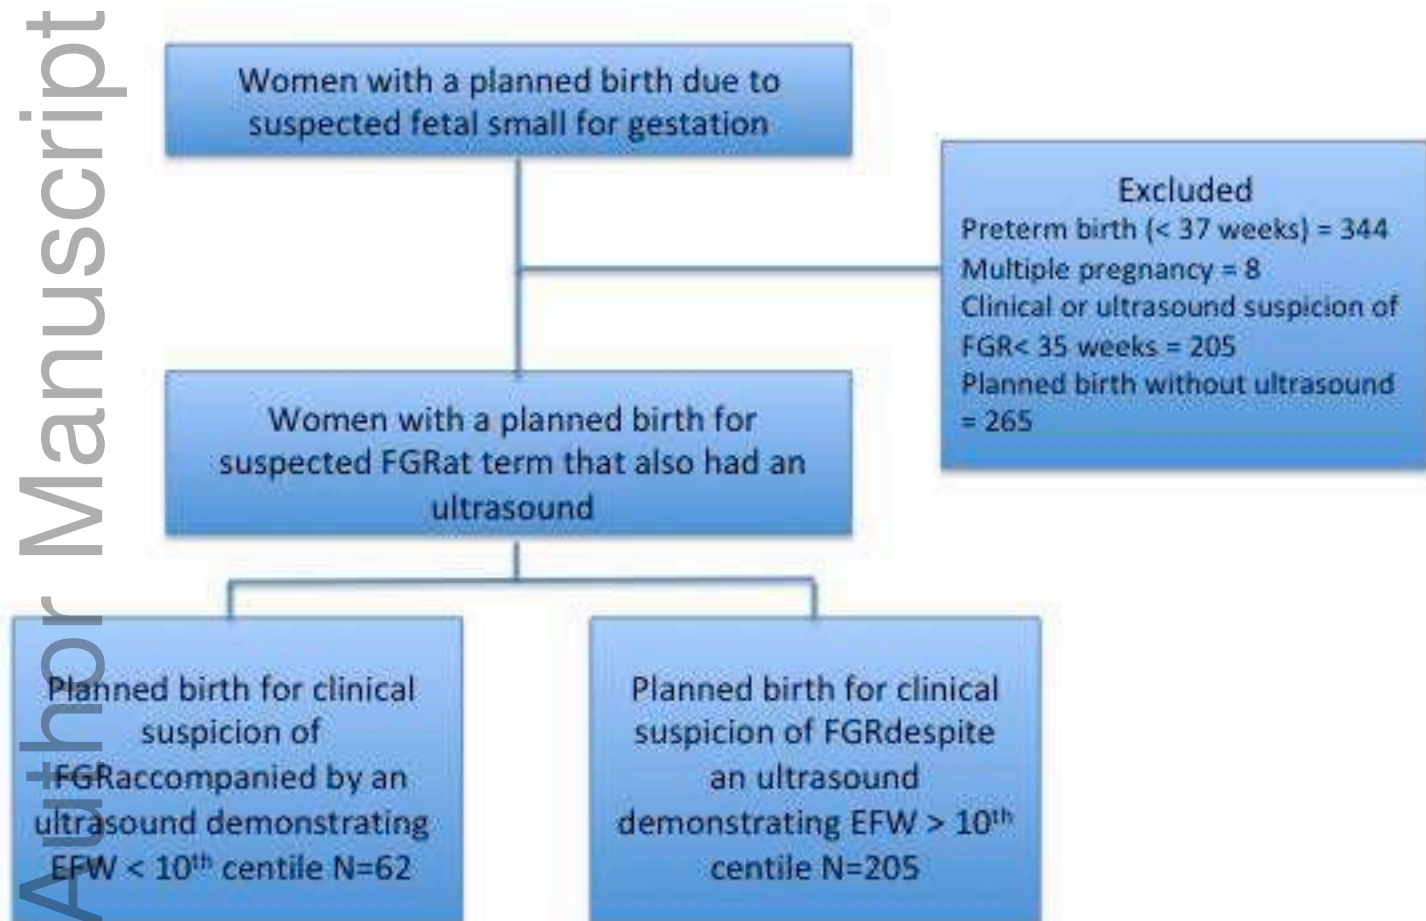 Author Manuscript
Women with a planned birth due to
suspected fetal small for gestation
Excluded
Preterm birth (< 37 weeks) = 344
Multiple pregnancy = 8
Clinical or ultrasound suspicion of
FGR< 35 weeks = 205
Planned birth without ultrasound
= 265
Women with a planned birth for
suspected FGRat term that also had an
ultrasound
Planned birth for clinical
suspicion of
FGRaccompanied by an
ultrasound demonstrating
EFW < 10th centile N=62
Planned birth for clinical
suspicion of FGRdespite
an ultrasound
demonstrating EFW > 10th
centile N=205